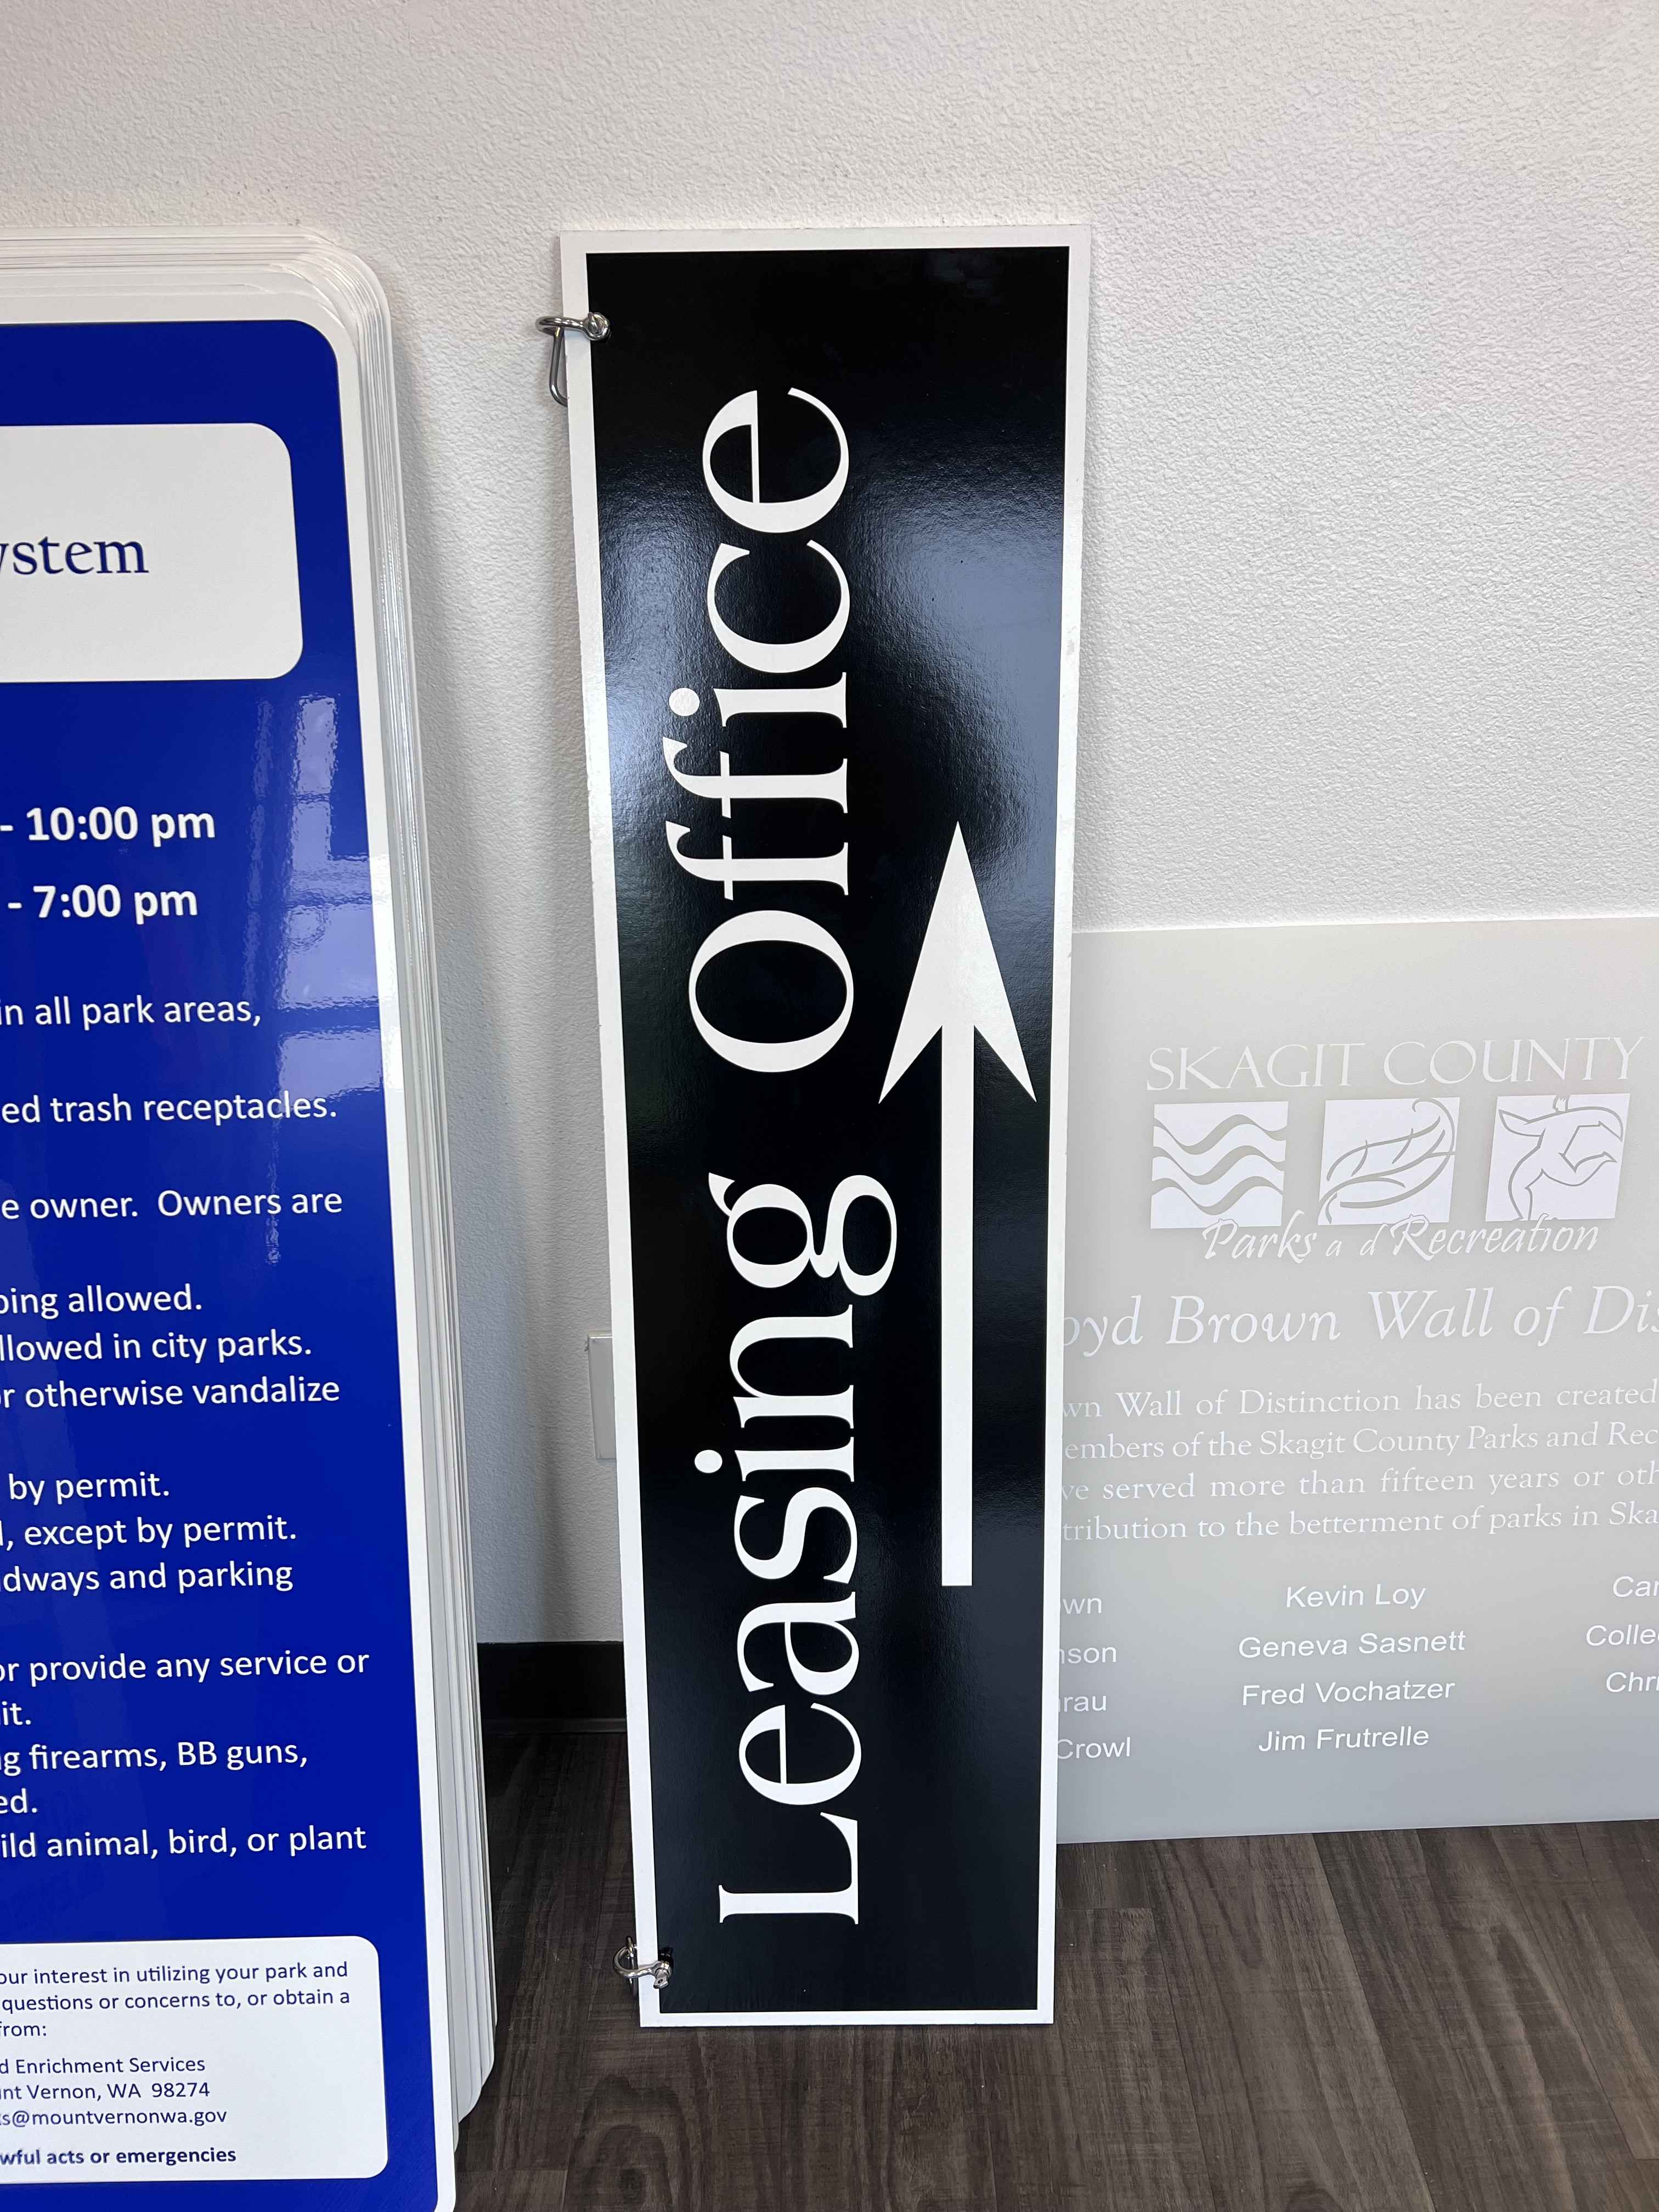 ystem
- 10:00 pm
- 7:00 pm
in all park areas,
ed trash receptacles.
e owner. Owners are
ping allowed.
llowed in city parks.
or otherwise vandalize
by permit.
l, except by permit.
dways and parking
or provide any service or
it.
g firearms, BB guns,
ed.
ild animal, bird, or plant
our interest in utilizing your park and
questions or concerns to, or obtain a
from:
d Enrichment Services
nt Vernon, WA 98274
ks@mountvernonwa.gov
wful acts or emergencies
Leasing Office
SKAGIT COUNTY
Parks a d Recreation
oyd Brown Wall of Dis
wn Wall of Distinction has been created
embers of the Skagit County Parks and Rec
ve served more than fifteen years or oth
tribution to the betterment of parks in Ska
wn Kevin Loy Car
nson Geneva Sasnett Colle
rau Fred Vochatzer Chri
Crowl Jim Frutrelle